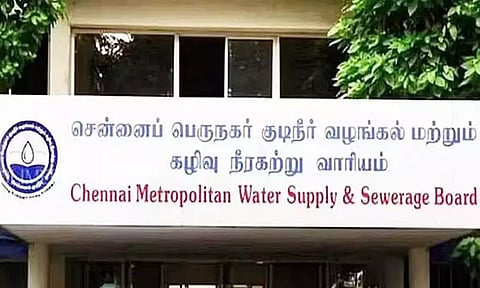 சென்னைப் பெருநகர் குடிநீர் வழங்கல் மற்றும்
கழிவு நீரகற்று வாரியம்
Chennai Metropolitan Water Supply & Sewerage Board